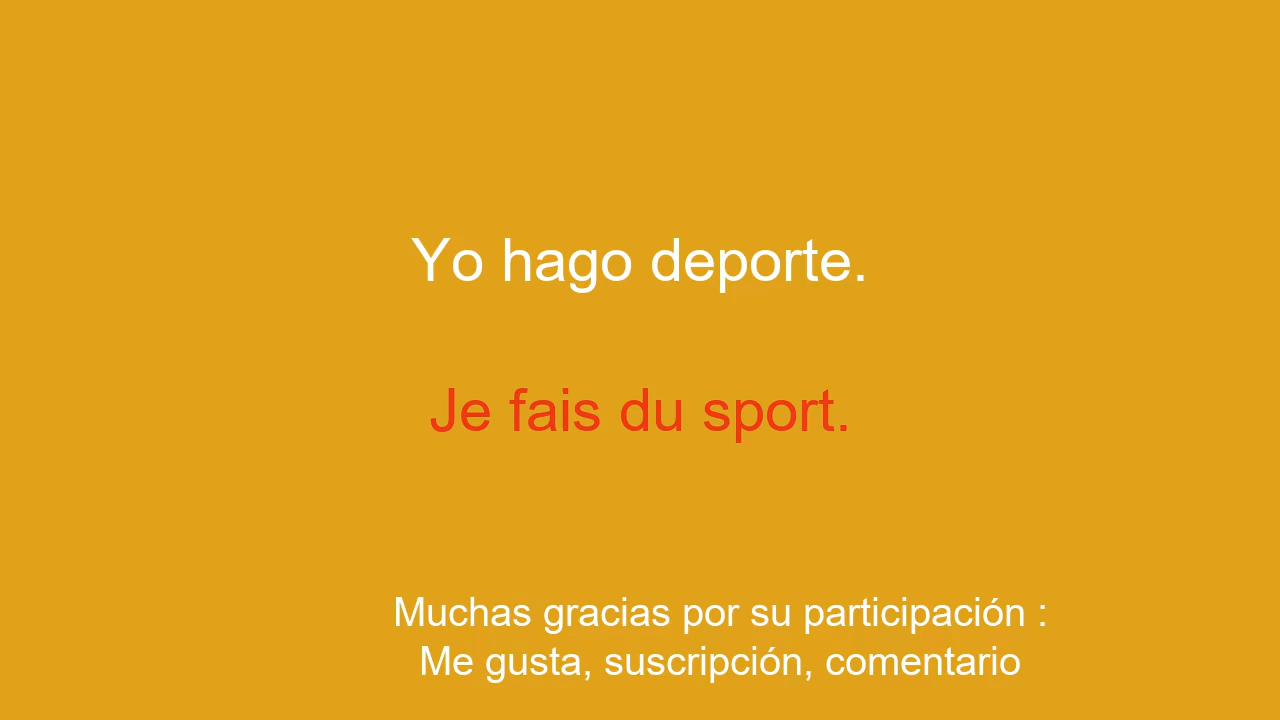 Yo hago deporte.
Je fais du sport.
Muchas gracias por su participación :
Me gusta, suscripción, comentario